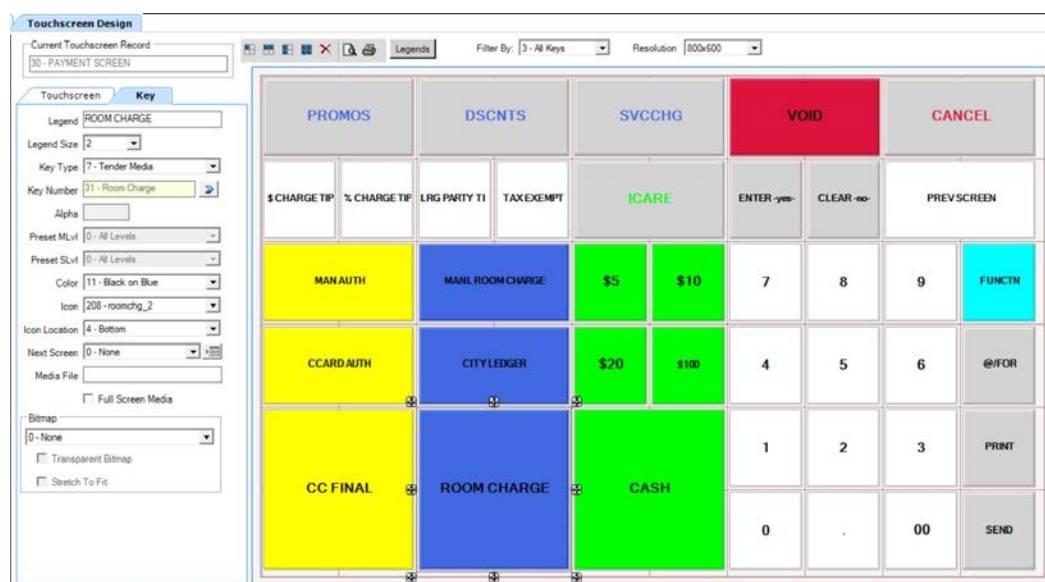 Touchscreen Design
Current Touchscreen Record
30 - PAYMENT SCREEN
Legends
Filter By: 3 - All Keys
Resolution 800x600
Touchscreen
Key
Legend ROOM CHARGE
Legend Size 2
Key Type 7 - Tender Media
Key Number 31 - Room Charge
Alpha
Preset MLvl 0 - All Levels
Preset SLvl 0 - All Levels
Color 11 - Black on Blue
Icon 208 - roomchg_2
Icon Location 4 - Bottom
Next Screen 0 - None
Media File
Full Screen Media
Bitmap
0 - None
Transparent Bitmap
Stretch To Fit
PROMOS DSCNTS SVCCHG VOID CANCEL
$ CHARGE TIP % CHARGE TIP LRG PARTY TI TAX EXEMPT ICARE ENTER -yes- CLEAR -no- PREV SCREEN
MAN AUTH MANL ROOM CHARGE $5 $10 7 8 9 FUNCTN
CCARD AUTH CITY LEDGER $20 $100 4 5 6 @/FOR
1 2 3 PRINT
CC FINAL ROOM CHARGE CASH
0 . 00 SEND